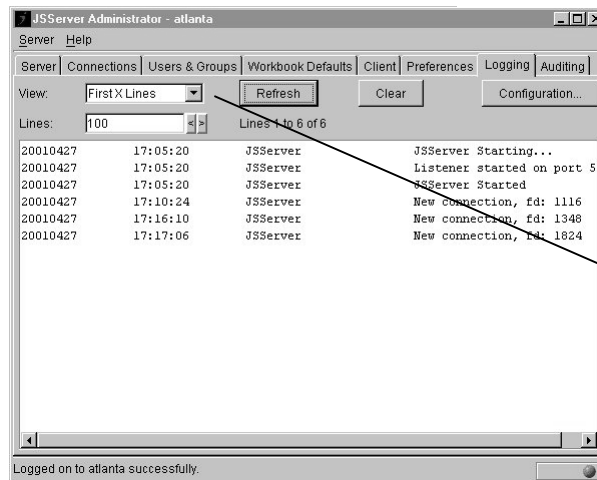 JSServer Administrator - atlanta
Server Help
Server Connections Users & Groups Workbook Defaults Client Preferences Logging Auditing
View: First X Lines Refresh Clear Configuration...
Lines: 100 < > Lines 1 to 6 of 6
20010427 17:05:20 JSServer JSServer Starting...
20010427 17:05:20 JSServer Listener started on port 5
20010427 17:05:20 JSServer JSServer Started
20010427 17:10:24 JSServer New connection, fd: 1116
20010427 17:16:10 JSServer New connection, fd: 1348
20010427 17:17:06 JSServer New connection, fd: 1824
Logged on to atlanta successfully.